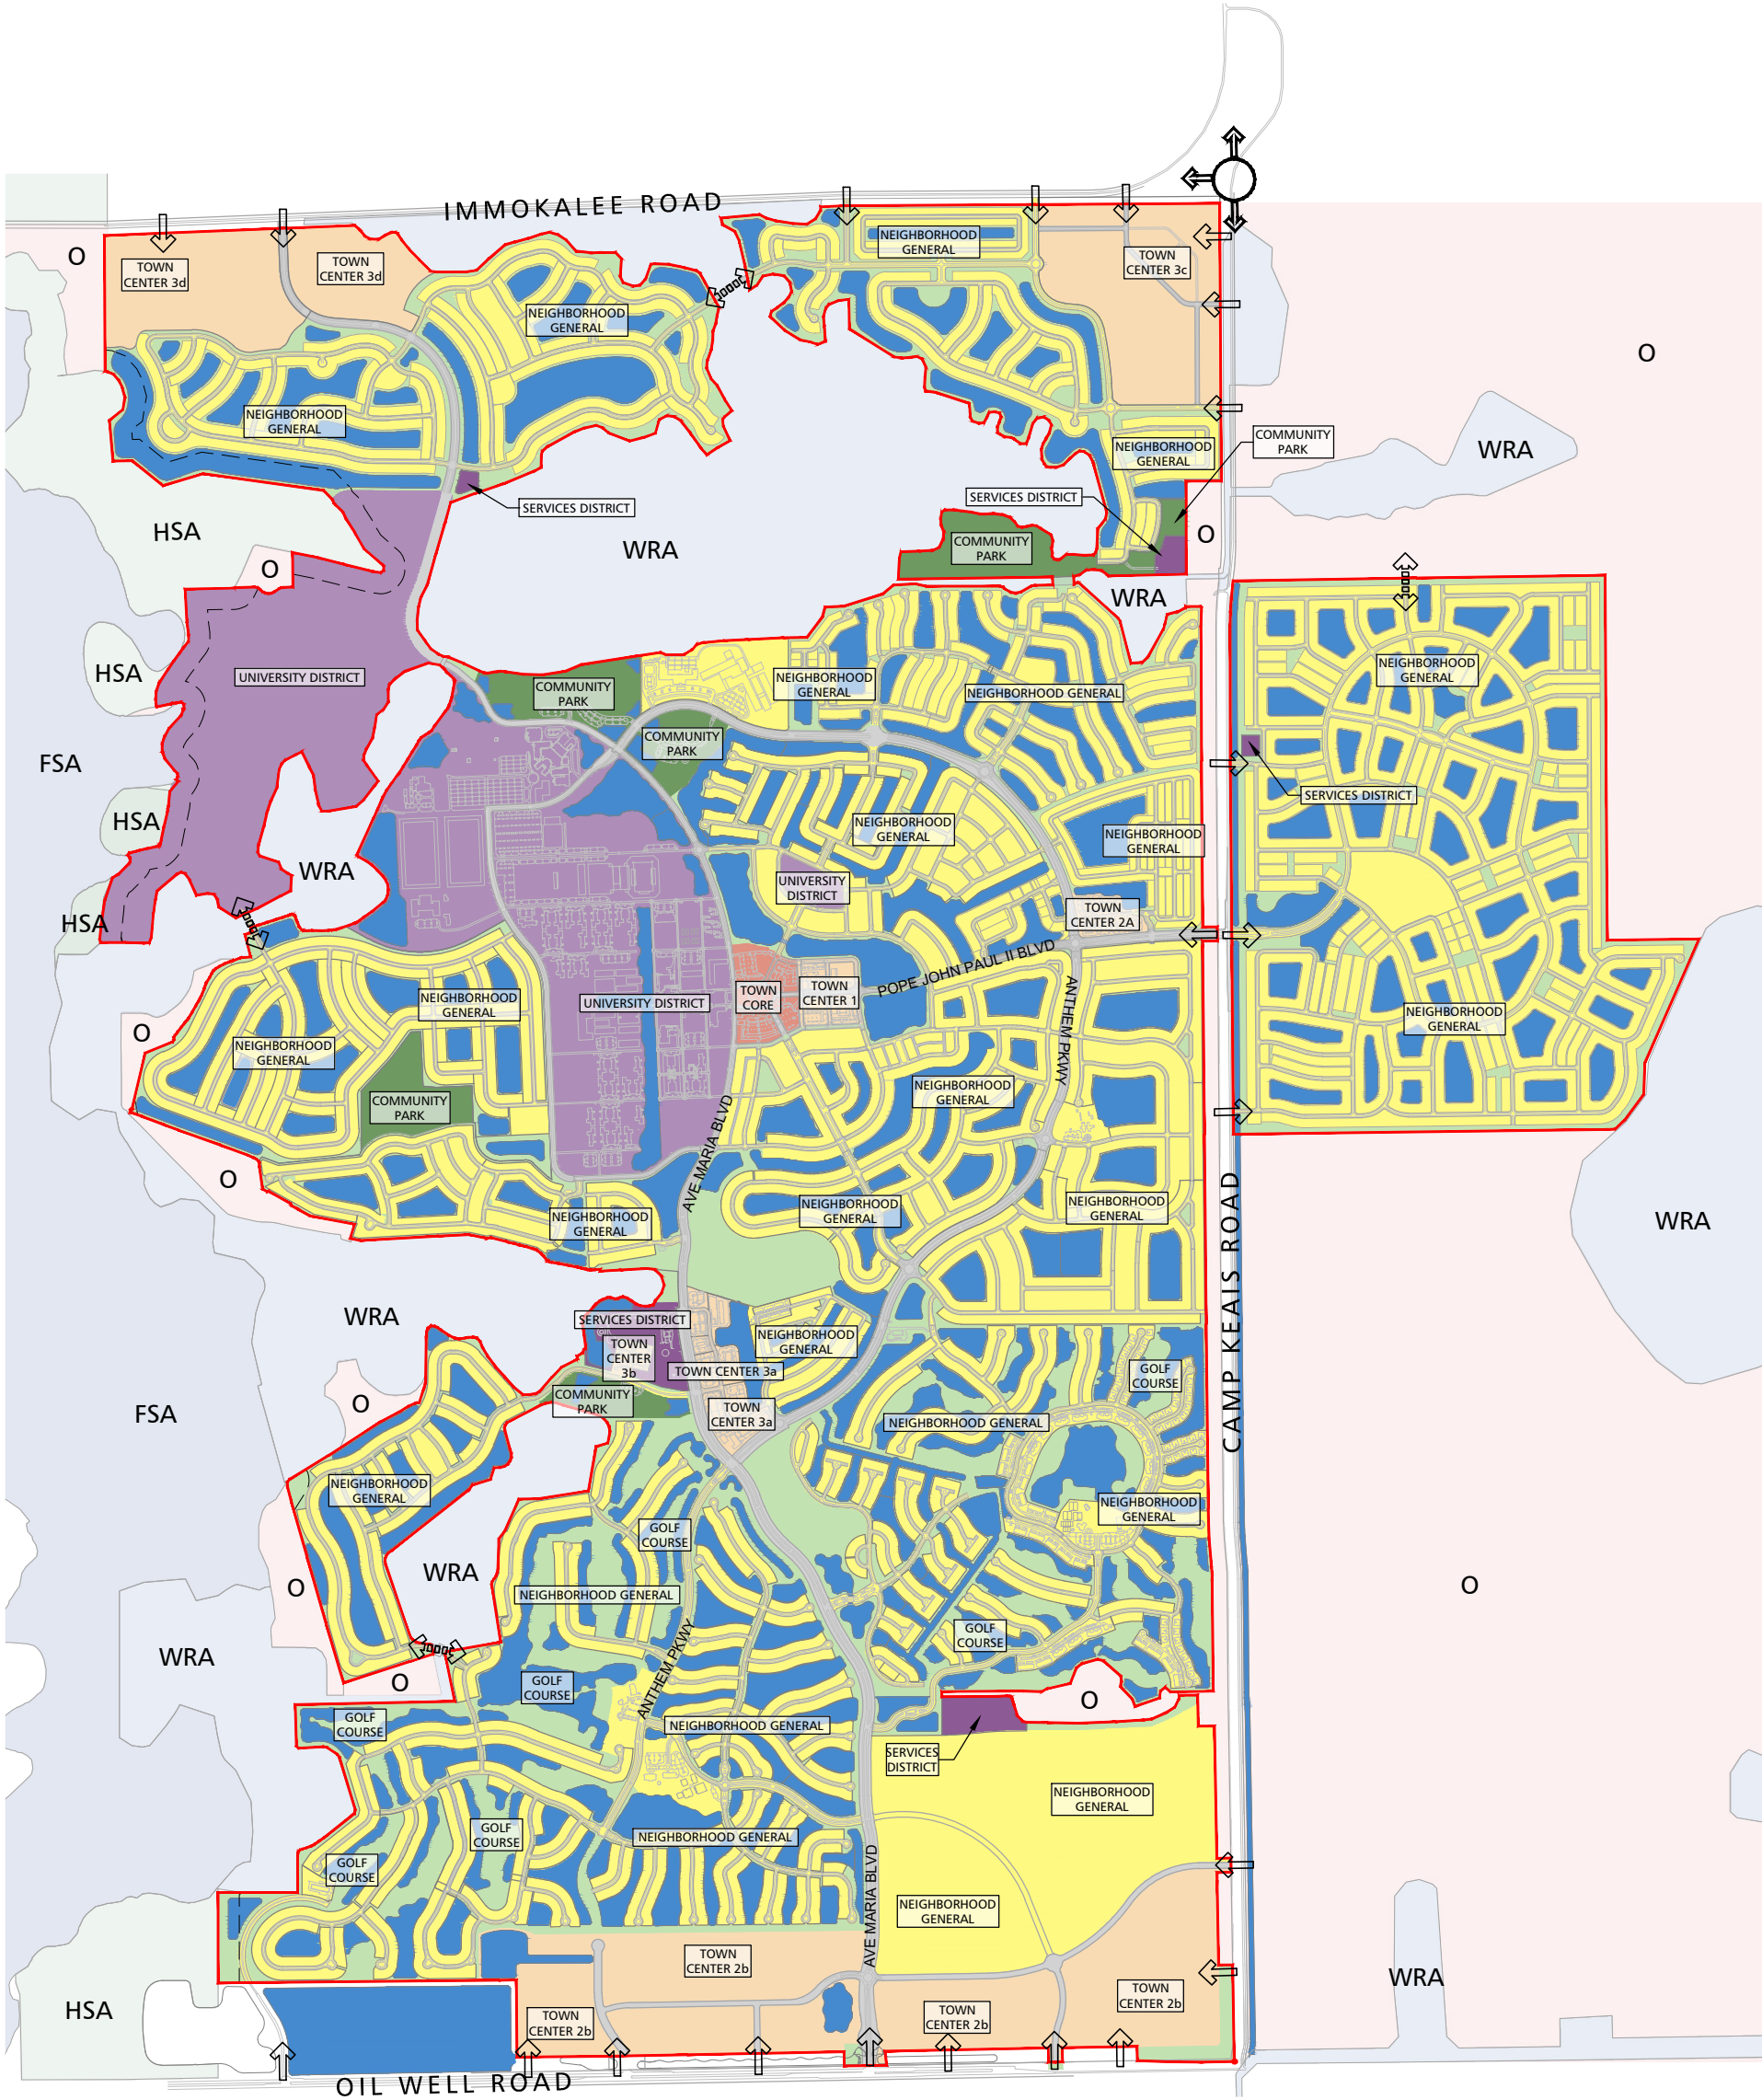 IMMOKALEE ROAD
O
TOWN
CENTER 3d
TOWN
CENTER 3d
NEIGHBORHOOD
GENERAL
TOWN
CENTER 3c
NEIGHBORHOOD
GENERAL
O
NEIGHBORHOOD
GENERAL
NEIGHBORHOOD
GENERAL
COMMUNITY
PARK
WRA
SERVICES DISTRICT
SERVICES DISTRICT
HSA
WRA
COMMUNITY
PARK
O
O
WRA
HSA
UNIVERSITY DISTRICT
COMMUNITY
PARK
NEIGHBORHOOD
GENERAL
NEIGHBORHOOD GENERAL
NEIGHBORHOOD
GENERAL
COMMUNITY
PARK
FSA
SERVICES DISTRICT
HSA
NEIGHBORHOOD
GENERAL
NEIGHBORHOOD
GENERAL
WRA
UNIVERSITY
DISTRICT
HSA
TOWN
CENTER 2A
POPE JOHN PAUL II BLVD
NEIGHBORHOOD
GENERAL
UNIVERSITY DISTRICT
TOWN
CORE
TOWN
CENTER 1
ANTHEM PKWY
NEIGHBORHOOD
GENERAL
O
NEIGHBORHOOD
GENERAL
COMMUNITY
PARK
NEIGHBORHOOD
GENERAL
AVE MARIA BLVD
O
NEIGHBORHOOD
GENERAL
NEIGHBORHOOD
GENERAL
NEIGHBORHOOD
GENERAL
WRA
CAMP KEAIS ROAD
WRA
SERVICES DISTRICT
TOWN
CENTER
3b
NEIGHBORHOOD
GENERAL
TOWN CENTER 3a
GOLF
COURSE
O
COMMUNITY
PARK
TOWN
CENTER 3a
NEIGHBORHOOD GENERAL
FSA
NEIGHBORHOOD
GENERAL
NEIGHBORHOOD
GENERAL
GOLF
COURSE
WRA
O
NEIGHBORHOOD GENERAL
O
GOLF
COURSE
WRA
ANTHEM PKWY
O
GOLF
COURSE
O
GOLF
COURSE
NEIGHBORHOOD GENERAL
SERVICES
DISTRICT
NEIGHBORHOOD
GENERAL
GOLF
COURSE
NEIGHBORHOOD GENERAL
GOLF
COURSE
AVE MARIA BLVD
NEIGHBORHOOD
GENERAL
TOWN
CENTER 2b
WRA
TOWN
CENTER 2b
HSA
TOWN
CENTER 2b
TOWN
CENTER 2b
OIL WELL ROAD